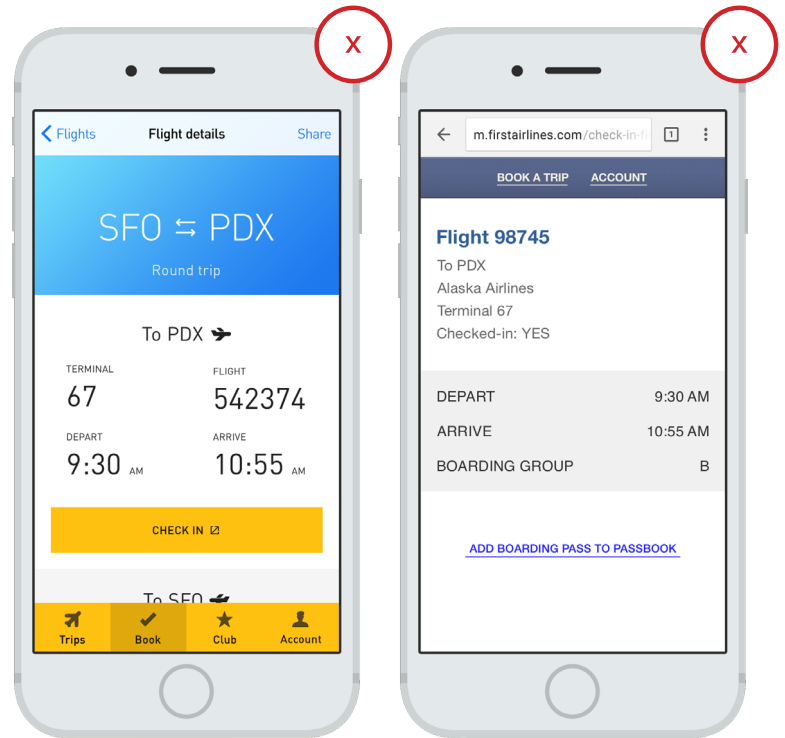 X
Flights Flight details Share
SFO ⇆ PDX
Round trip
To PDX
TERMINAL FLIGHT
67 542374
DEPART ARRIVE
9:30 AM 10:55 AM
CHECK IN
To SFO
Trips Book Club Account
X
m.firstairlines.com/check-in-fl 1
BOOK A TRIP ACCOUNT
Flight 98745
To PDX
Alaska Airlines
Terminal 67
Checked-in: YES
DEPART 9:30 AM
ARRIVE 10:55 AM
BOARDING GROUP B
ADD BOARDING PASS TO PASSBOOK